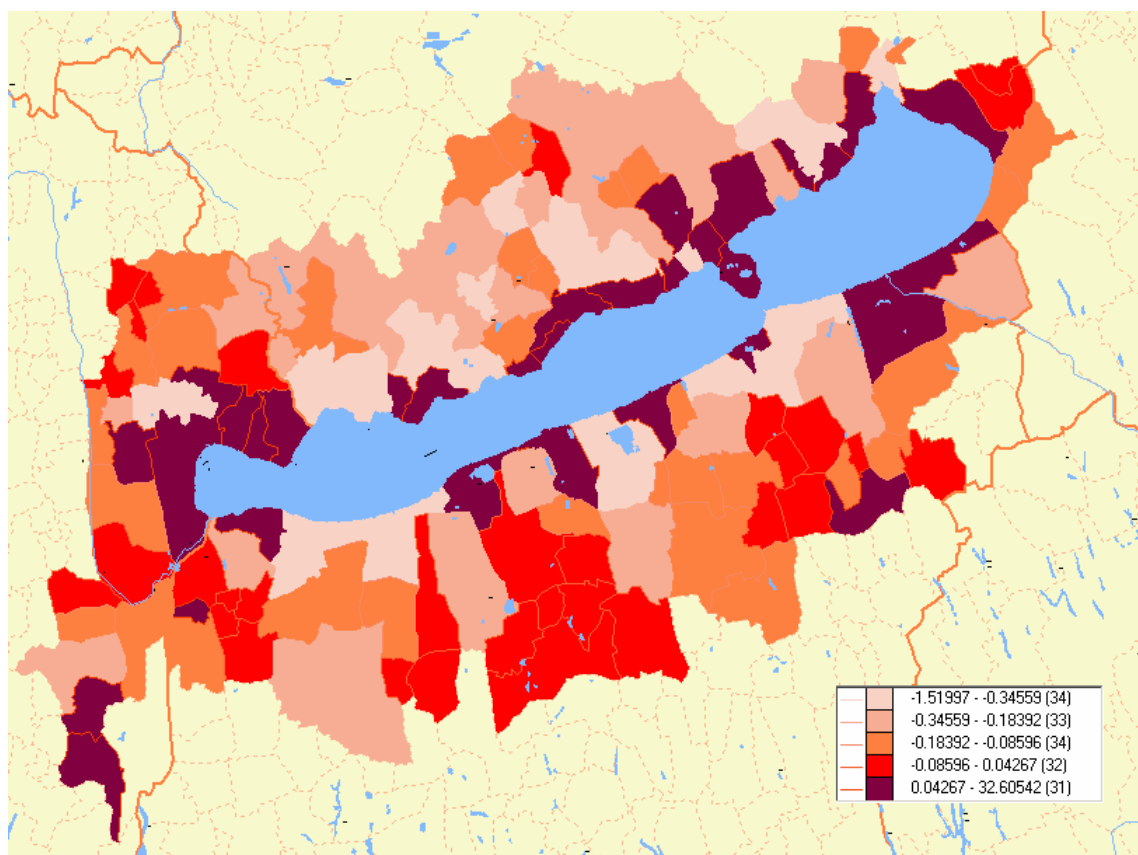 -1.51997 - -0.34559 (34)
-0.34559 - -0.18392 (33)
-0.18392 - -0.08596 (34)
-0.08596 - 0.04267 (32)
0.04267 - 32.60542 (31)